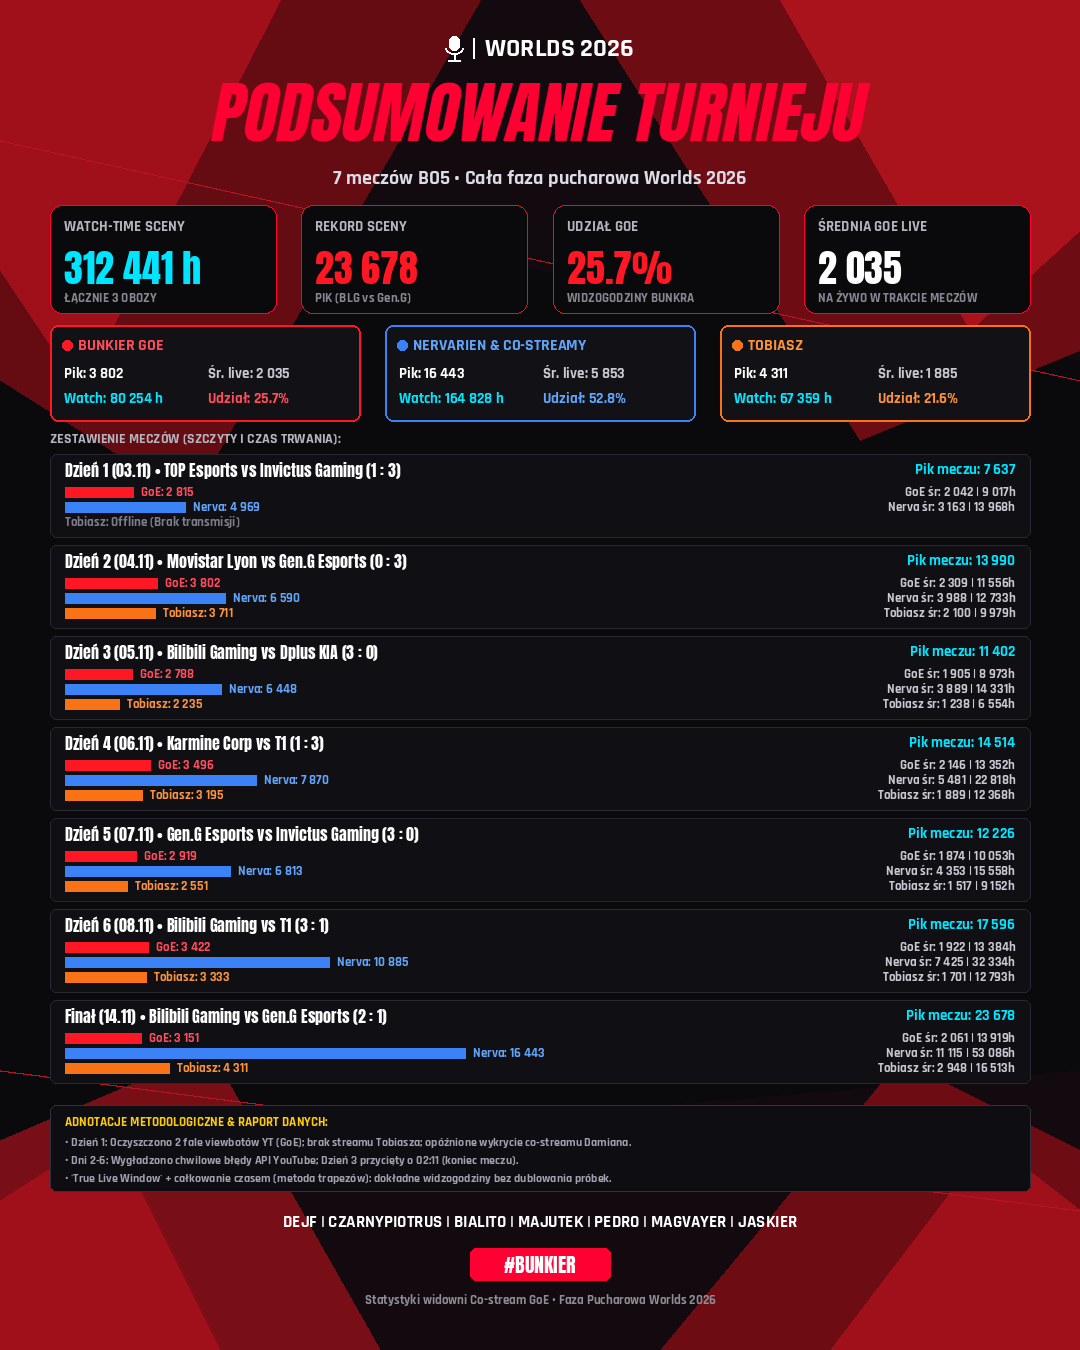 | WORLDS 2026
PODSUMOWANIE TURNIEJU
7 meczów BO5 • Cała faza pucharowa Worlds 2026
WATCH-TIME SCENY
312 441 h
ŁĄCZNIE 3 OBOZY
REKORD SCENY
23 678
PIK (BLG vs Gen.G)
UDZIAŁ GOE
25.7%
WIDZOGODZINY BUNKRA
ŚREDNIA GOE LIVE
2 035
NA ŻYWO W TRAKCIE MECZÓW
BUNKIER GOE
Pik: 3 802 Śr. live: 2 035
Watch: 80 254 h Udział: 25.7%
NERVARIEN & CO-STREAMY
Pik: 16 443 Śr. live: 5 853
Watch: 164 828 h Udział: 52.8%
TOBIASZ
Pik: 4 311 Śr. live: 1 885
Watch: 67 359 h Udział: 21.6%
ZESTAWIENIE MECZÓW (SZCZYTY I CZAS TRWANIA):
Dzień 1 (03.11) • TOP Esports vs Invictus Gaming (1 : 3) Pik meczu: 7 637
GoE: 2 815 GoE śr: 2 042 | 9 017h
Nerva: 4 969 Nerva śr: 3 163 | 13 968h
Tobiasz: Offline (Brak transmisji)
Dzień 2 (04.11) • Movistar Lyon vs Gen.G Esports (0 : 3) Pik meczu: 13 990
GoE: 3 802 GoE śr: 2 309 | 11 556h
Nerva: 6 590 Nerva śr: 3 988 | 12 733h
Tobiasz: 3 711 Tobiasz śr: 2 100 | 9 979h
Dzień 3 (05.11) • Bilibili Gaming vs Dplus KIA (3 : 0) Pik meczu: 11 402
GoE: 2 788 GoE śr: 1 905 | 8 973h
Nerva: 6 448 Nerva śr: 3 889 | 14 331h
Tobiasz: 2 235 Tobiasz śr: 1 238 | 6 554h
Dzień 4 (06.11) • Karmine Corp vs T1 (1 : 3) Pik meczu: 14 514
GoE: 3 496 GoE śr: 2 146 | 13 352h
Nerva: 7 870 Nerva śr: 5 481 | 22 818h
Tobiasz: 3 195 Tobiasz śr: 1 889 | 12 368h
Dzień 5 (07.11) • Gen.G Esports vs Invictus Gaming (3 : 0) Pik meczu: 12 226
GoE: 2 919 GoE śr: 1 874 | 10 053h
Nerva: 6 813 Nerva śr: 4 353 | 15 558h
Tobiasz: 2 551 Tobiasz śr: 1 517 | 9 152h
Dzień 6 (08.11) • Bilibili Gaming vs T1 (3 : 1) Pik meczu: 17 596
GoE: 3 422 GoE śr: 1 922 | 13 384h
Nerva: 10 885 Nerva śr: 7 425 | 32 334h
Tobiasz: 3 333 Tobiasz śr: 1 701 | 12 793h
Finał (14.11) • Bilibili Gaming vs Gen.G Esports (2 : 1) Pik meczu: 23 678
GoE: 3 151 GoE śr: 2 061 | 13 919h
Nerva: 16 443 Nerva śr: 11 115 | 53 086h
Tobiasz: 4 311 Tobiasz śr: 2 948 | 16 513h
ADNOTACJE METODOLOGICZNE & RAPORT DANYCH:
• Dzień 1: Oczyszczono 2 fale viewbotów YT (GoE); brak streamu Tobiasza; opóźnione wykrycie co-streamu Damiana.
• Dni 2-6: Wygładzono chwilowe błędy API YouTube; Dzień 3 przycięty o 02:11 (koniec meczu).
• 'True Live Window' + całkowanie czasem (metoda trapezów): dokładne widzogodziny bez dublowania próbek.
DEJF | CZARNYPIOTRUS | BIALITO | MAJUTEK | PEDRO | MAGVAYER | JASKIER
#BUNKIER
Statystyki widowni Co-stream GoE • Faza Pucharowa Worlds 2026